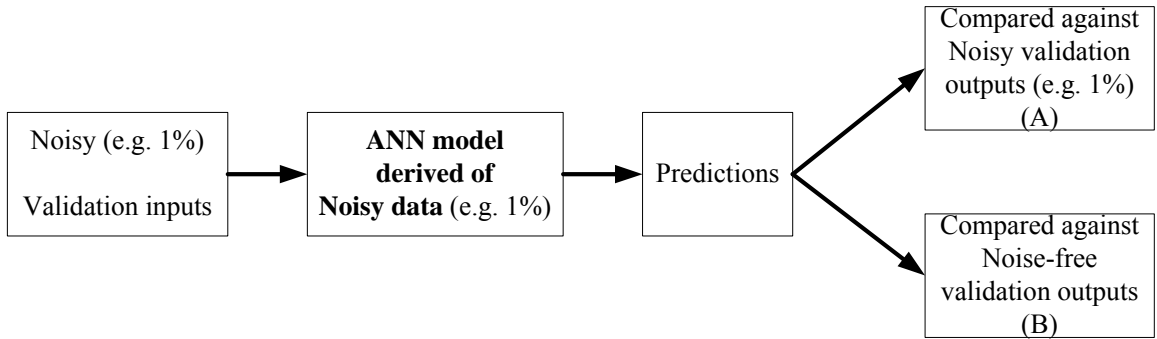 Noisy (e.g. 1%)
Validation inputs
ANN model
derived of
Noisy data (e.g. 1%)
Predictions
Compared against
Noisy validation
outputs (e.g. 1%)
(A)
Compared against
Noise-free
validation outputs
(B)